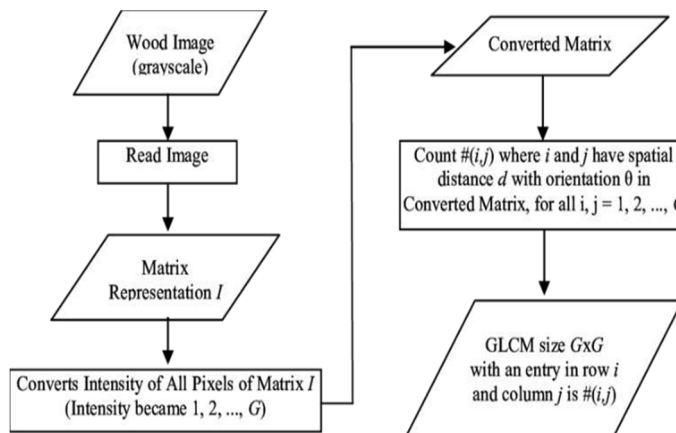 Wood Image
(grayscale)
Read Image
Matrix
Representation I
Converts Intensity of All Pixels of Matrix I
(Intensity became 1, 2, ..., G)
Converted Matrix
Count #(i,j) where i and j have spatial
distance d with orientation θ in
Converted Matrix, for all i, j = 1, 2, ...,
GLCM size GxG
with an entry in row i
and column j is #(i,j)